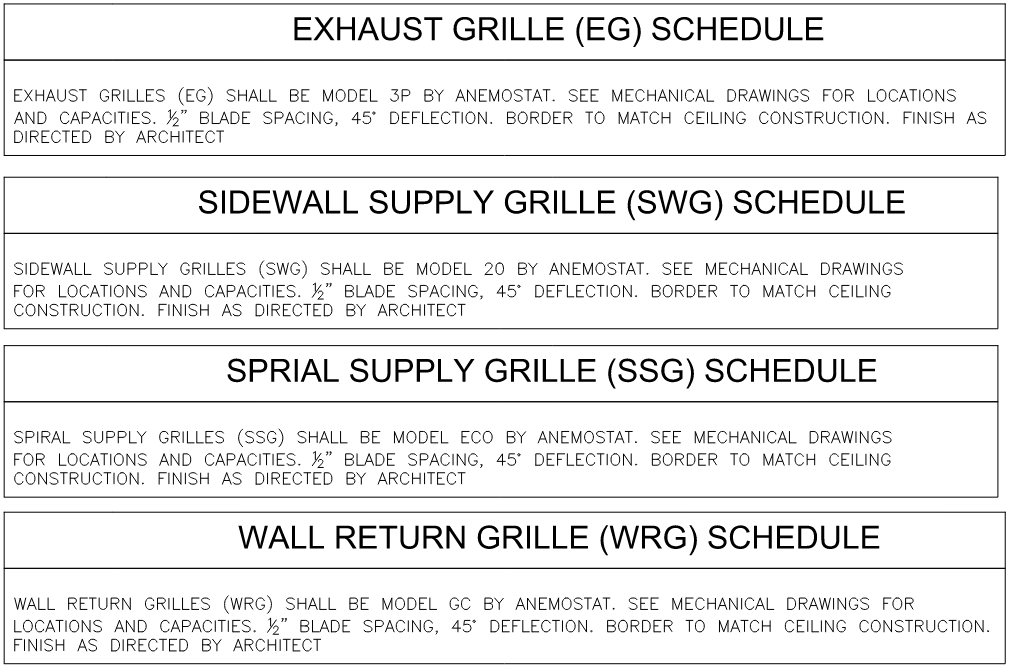 EXHAUST GRILLE (EG) SCHEDULE
EXHAUST GRILLES (EG) SHALL BE MODEL 3P BY ANEMOSTAT. SEE MECHANICAL DRAWINGS FOR LOCATIONS
AND CAPACITIES. ½" BLADE SPACING, 45° DEFLECTION. BORDER TO MATCH CEILING CONSTRUCTION. FINISH AS
DIRECTED BY ARCHITECT
SIDEWALL SUPPLY GRILLE (SWG) SCHEDULE
SIDEWALL SUPPLY GRILLES (SWG) SHALL BE MODEL 20 BY ANEMOSTAT. SEE MECHANICAL DRAWINGS
FOR LOCATIONS AND CAPACITIES. ½" BLADE SPACING, 45° DEFLECTION. BORDER TO MATCH CEILING
CONSTRUCTION. FINISH AS DIRECTED BY ARCHITECT
SPRIAL SUPPLY GRILLE (SSG) SCHEDULE
SPIRAL SUPPLY GRILLES (SSG) SHALL BE MODEL ECO BY ANEMOSTAT. SEE MECHANICAL DRAWINGS
FOR LOCATIONS AND CAPACITIES. ½" BLADE SPACING, 45° DEFLECTION. BORDER TO MATCH CEILING
CONSTRUCTION. FINISH AS DIRECTED BY ARCHITECT
WALL RETURN GRILLE (WRG) SCHEDULE
WALL RETURN GRILLES (WRG) SHALL BE MODEL GC BY ANEMOSTAT. SEE MECHANICAL DRAWINGS FOR
LOCATIONS AND CAPACITIES. ½" BLADE SPACING, 45° DEFLECTION. BORDER TO MATCH CEILING CONSTRUCTION.
FINISH AS DIRECTED BY ARCHITECT